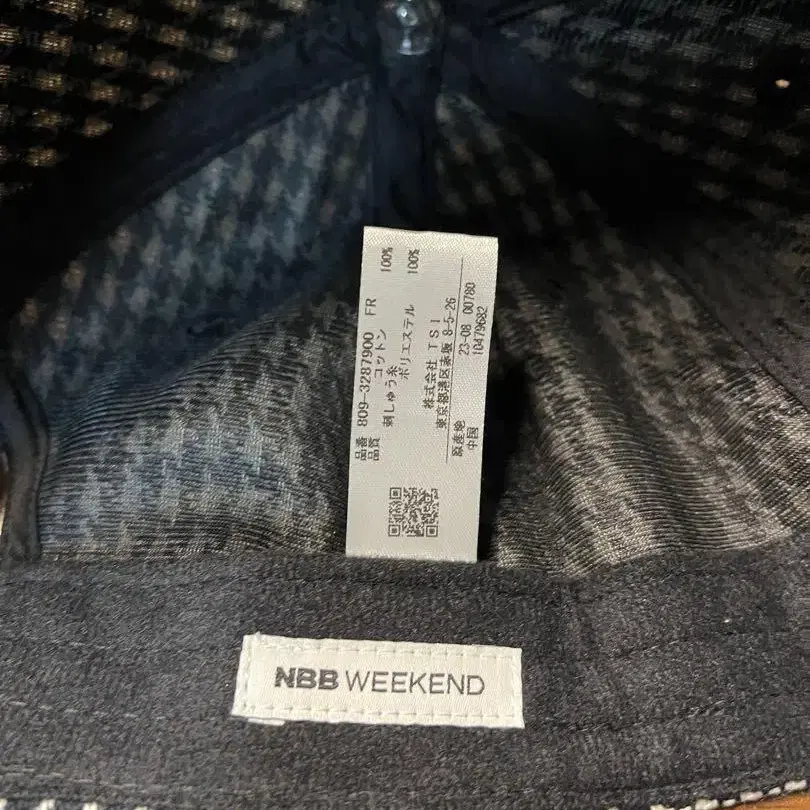 品番 809-3287900 FR
品質 コットン 100%
刺しゅう糸
ポリエステル 100%
株式会社 TSI
東京都港区赤坂 8-5-26
原産地 23-08 00780
中国 10479682
NBB WEEKEND